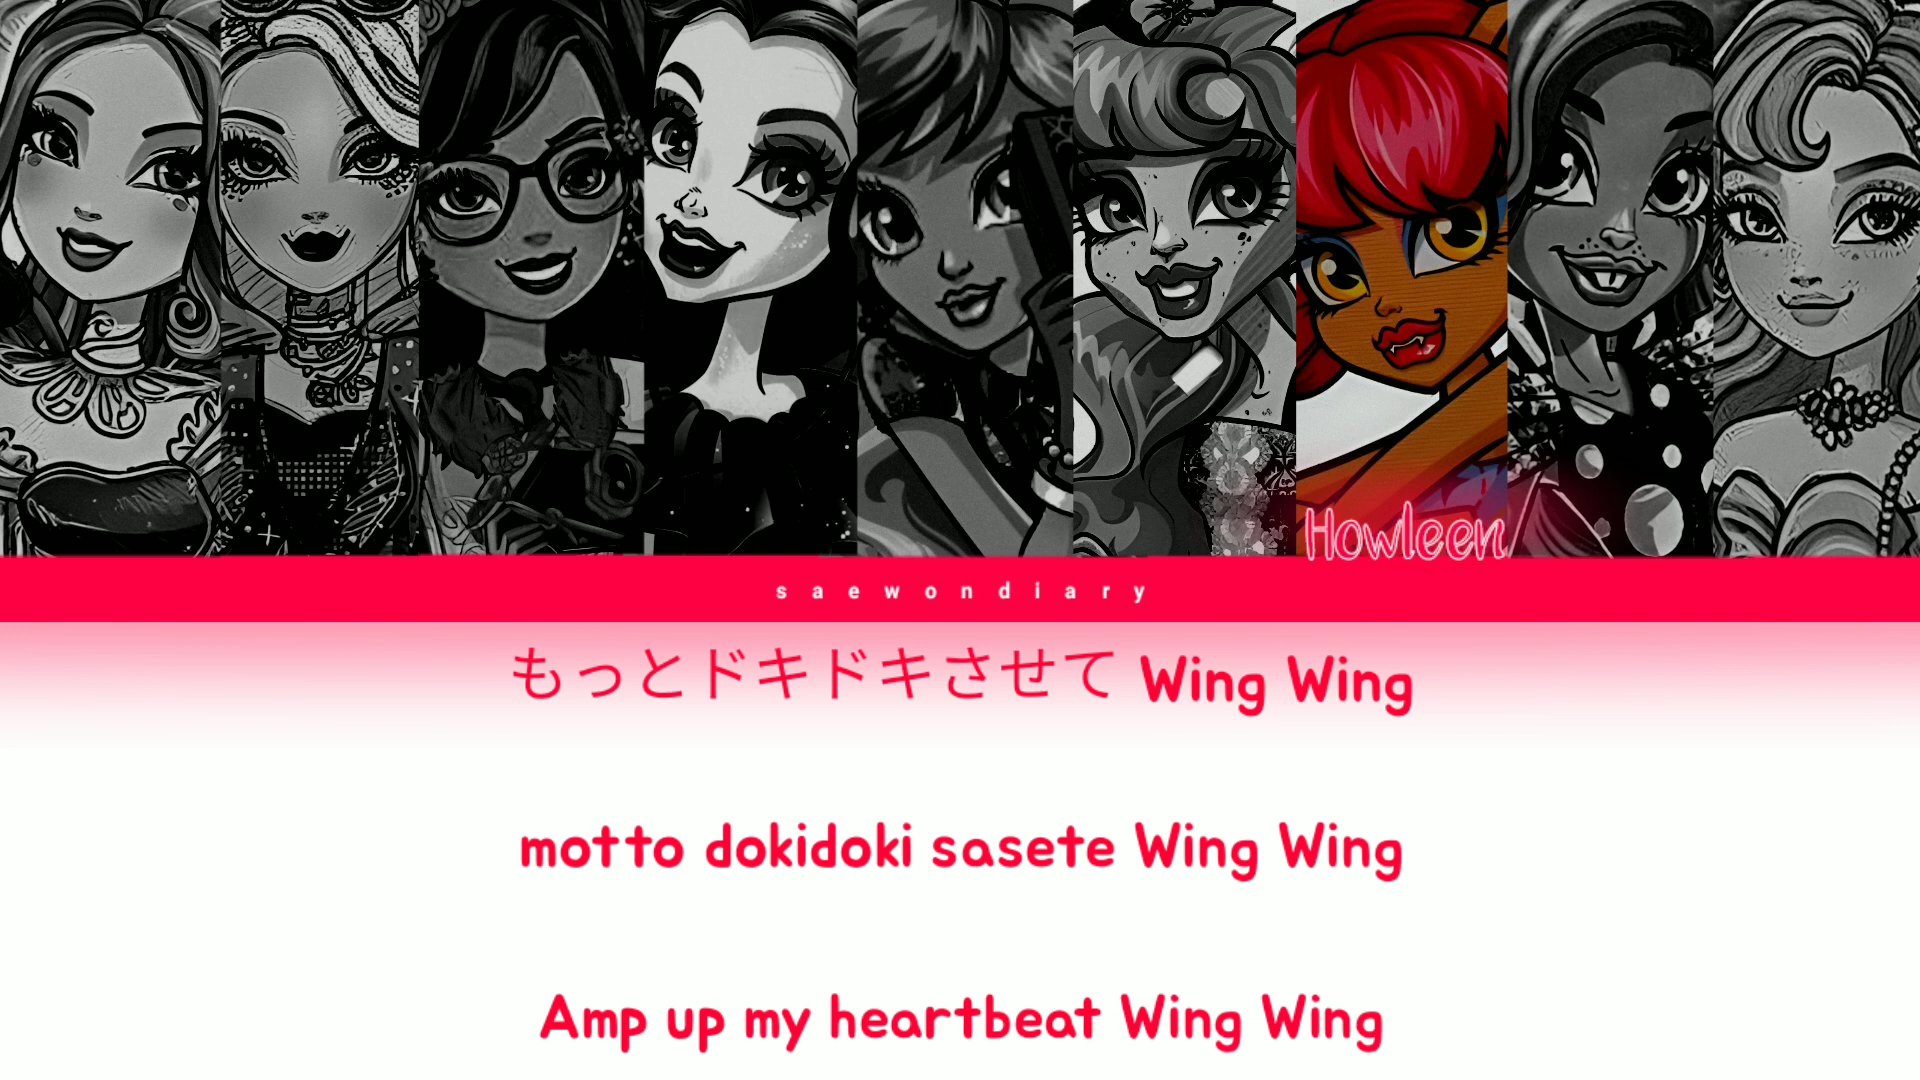 Howleen
saewondiary
もっとドキドキさせて Wing Wing
motto dokidoki sasete Wing Wing
Amp up my heartbeat Wing Wing